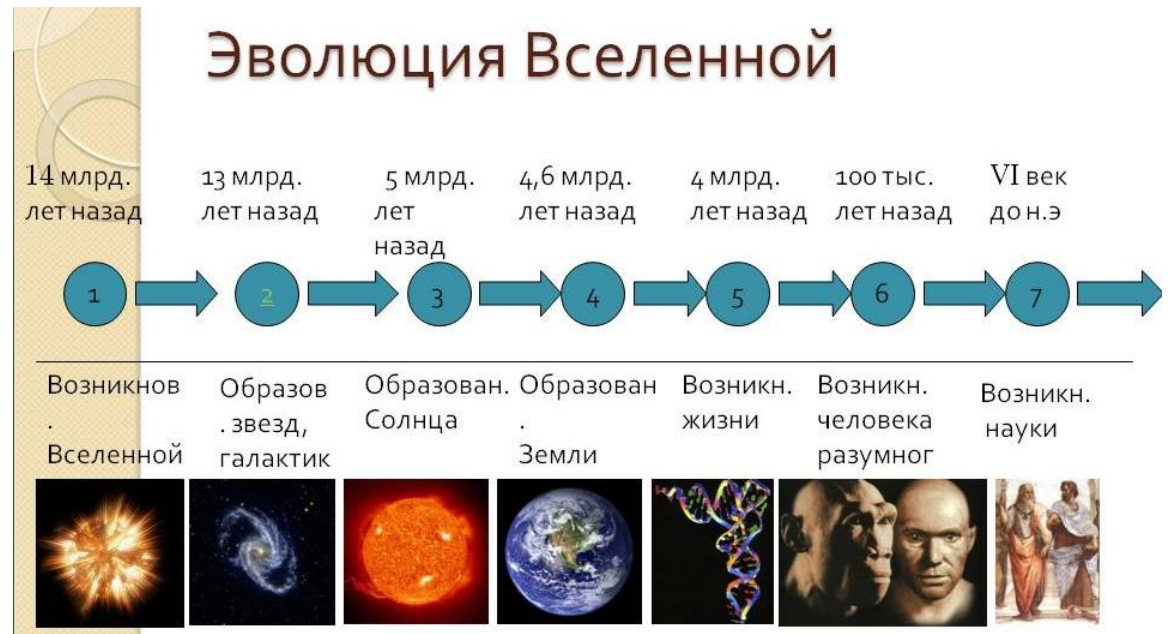 Эволюция Вселенной
14 млрд.
лет назад
13 млрд.
лет назад
5 млрд.
лет
назад
4,6 млрд.
лет назад
4 млрд.
лет назад
100 тыс.
лет назад
VI век
до н.э
1
2
3
4
5
6
7
Возникнов
.
Вселенной
Образов
. звезд,
галактик
Образован.
Солнца
Образован
.
Земли
Возникн.
жизни
Возникн.
человека
разумног
Возникн.
науки